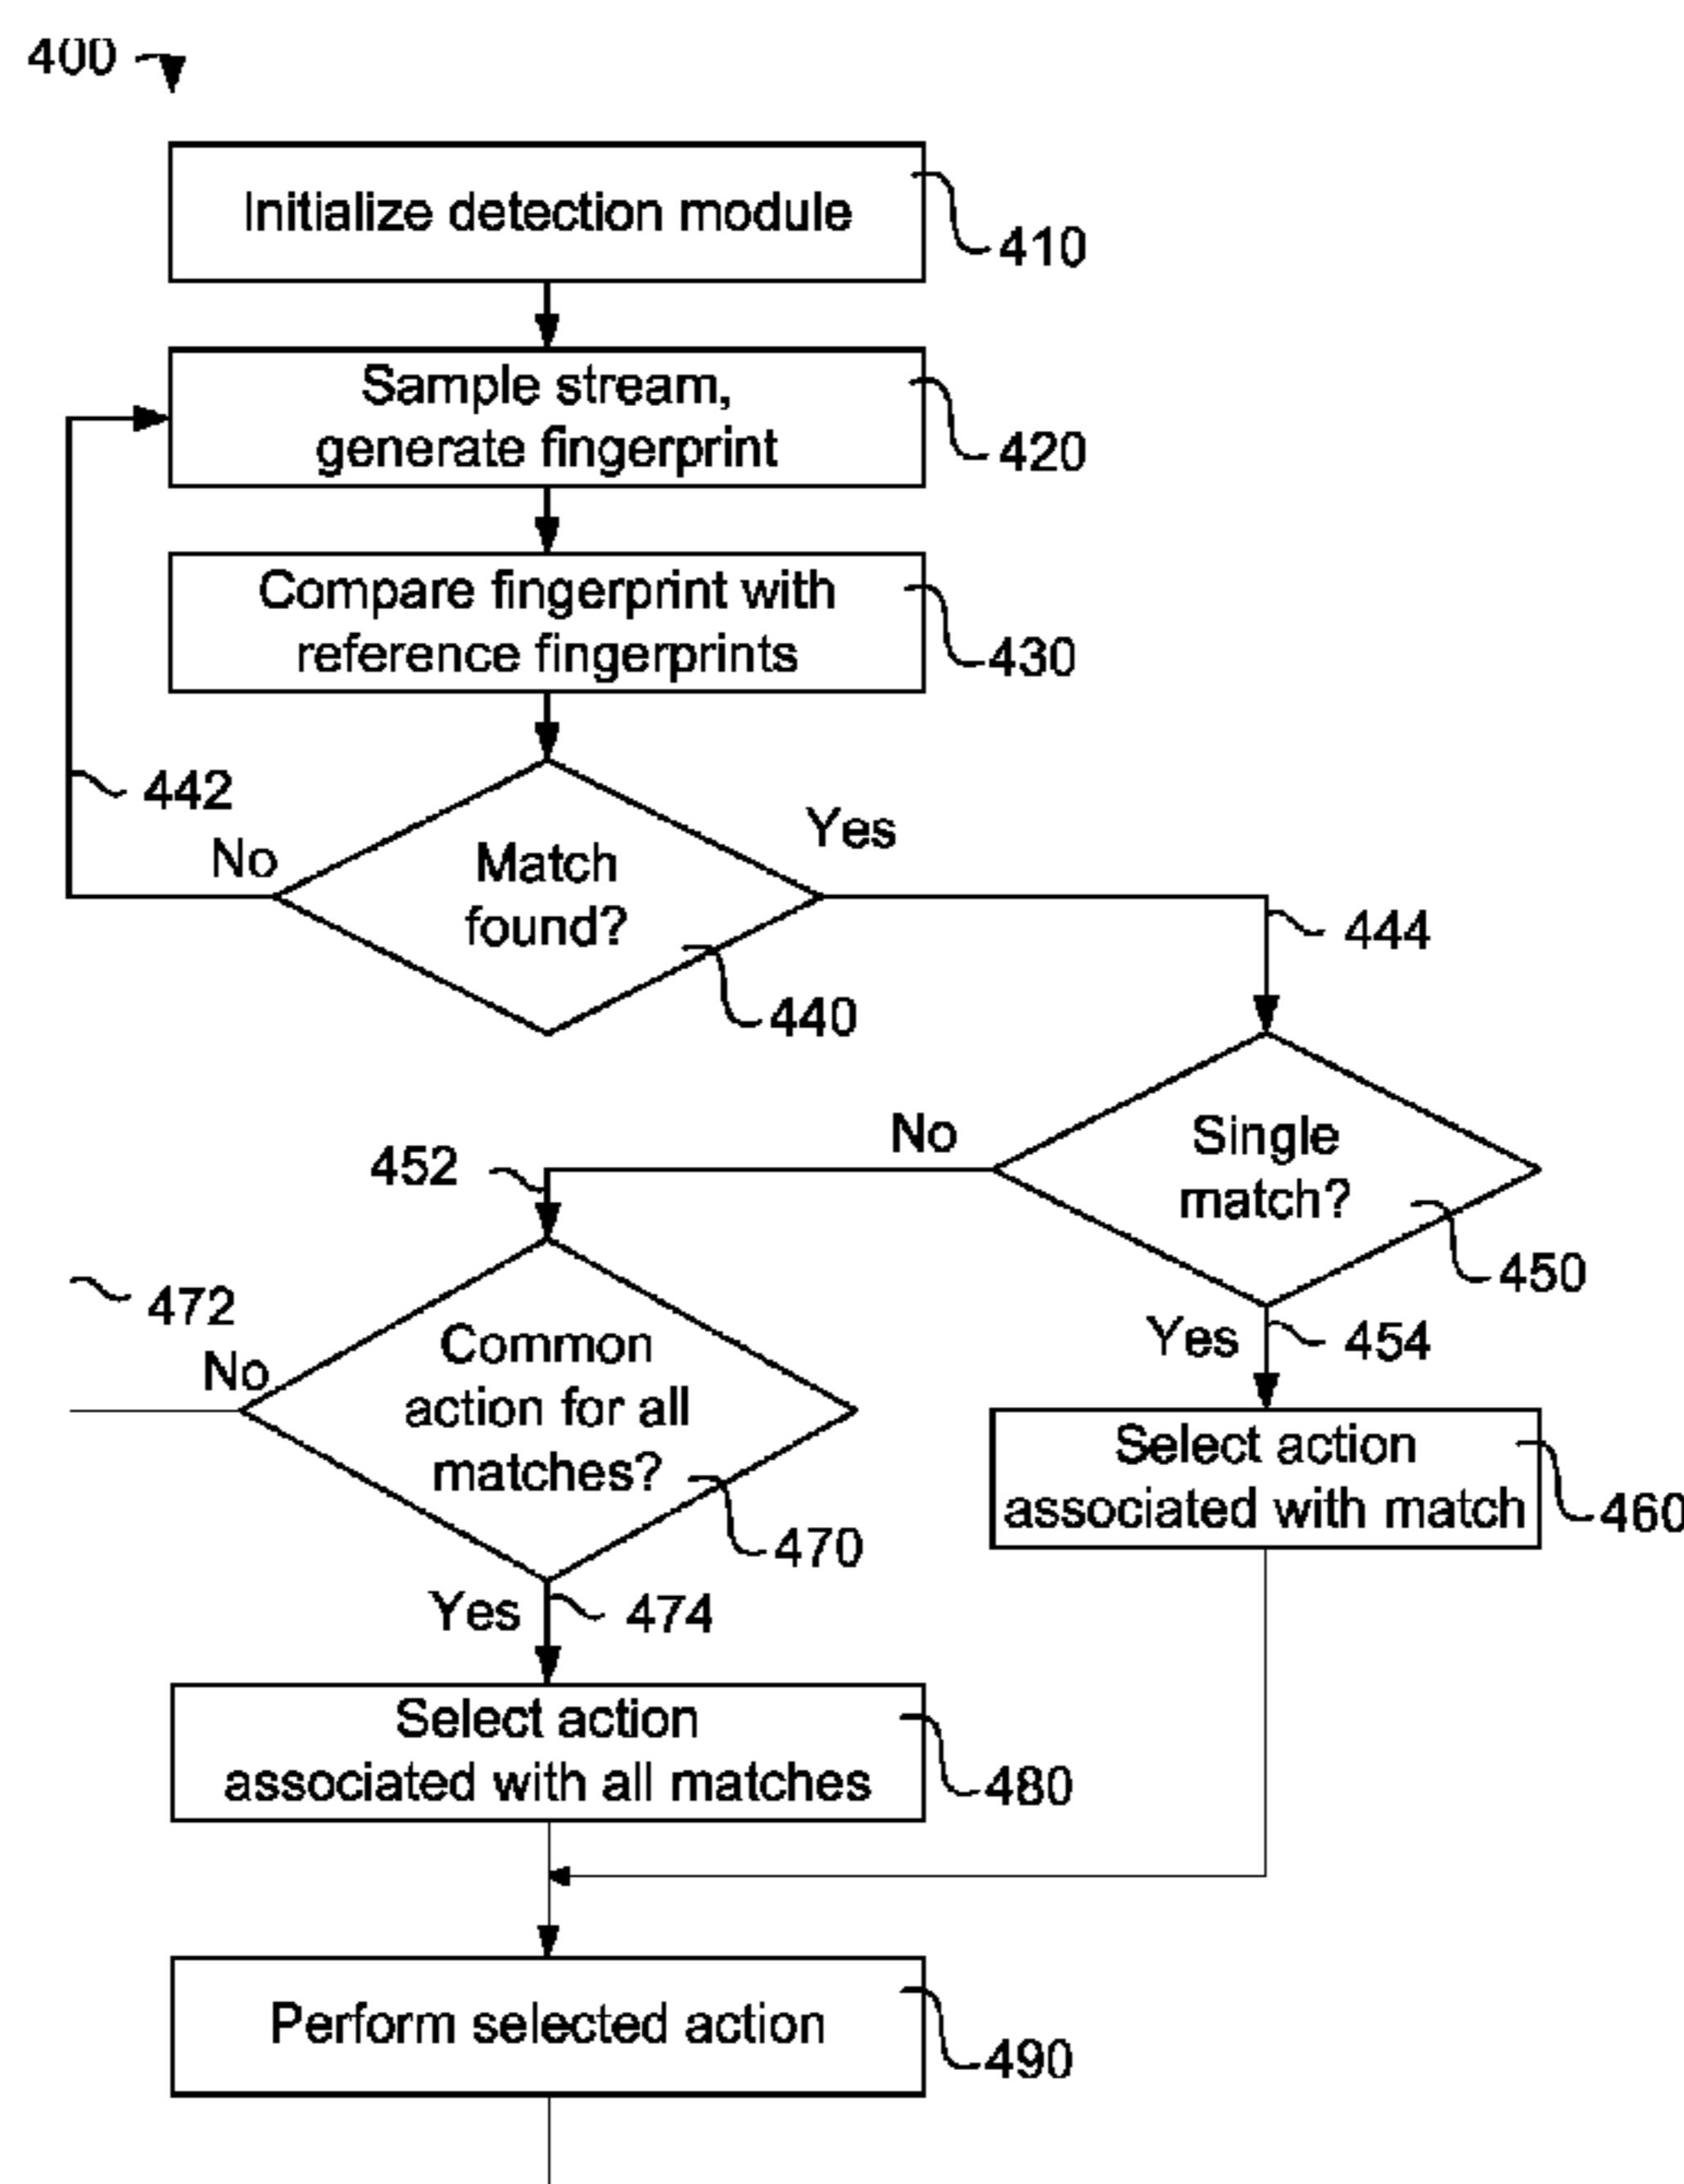 400
Initialize detection module
410
Sample stream,
generate fingerprint
420
Compare fingerprint with
reference fingerprints
430
442
No
Match
found?
Yes
440
444
Single
match?
No
450
452
Yes
454
472
No
Common
action for all
matches?
470
Select action
associated with match
460
Yes
474
Select action
associated with all matches
480
Perform selected action
490